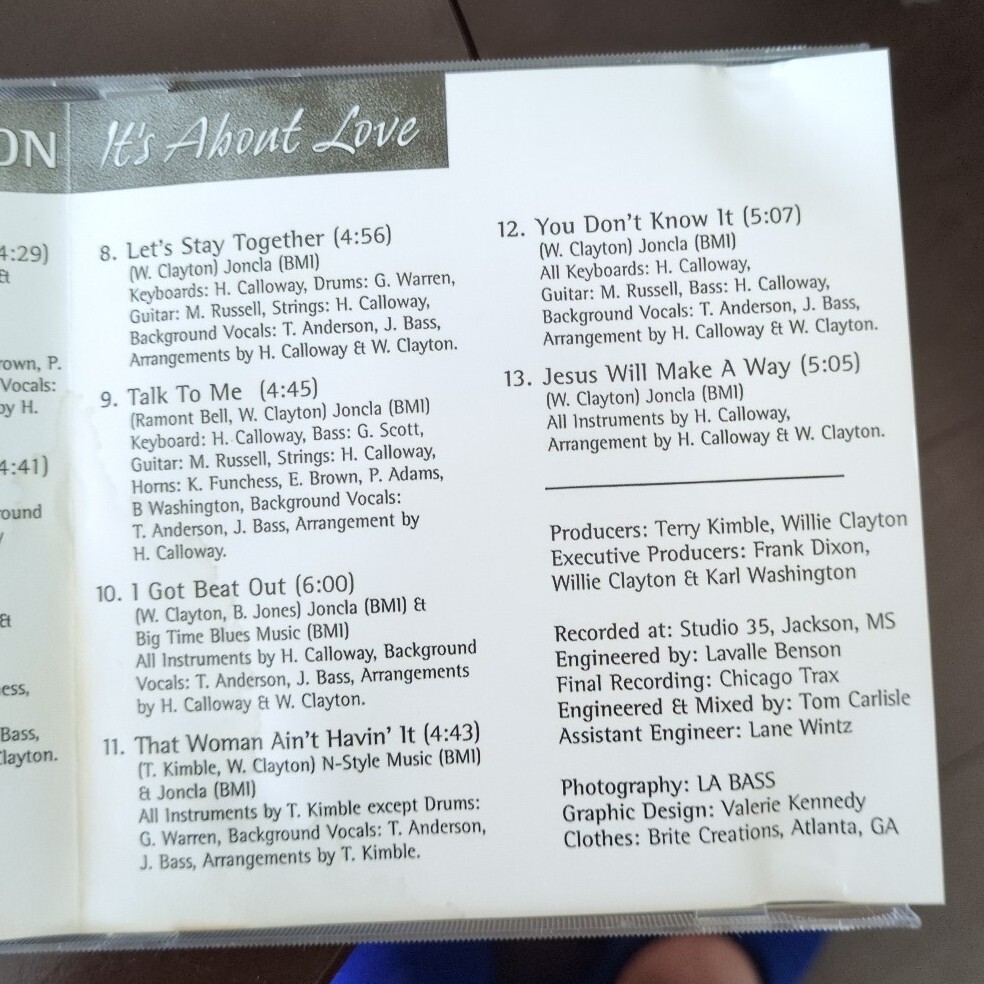 ON
It's About Love
4:29)
&
rown, P.
Vocals:
by H.
4:41)
round
&
ess,
Bass,
Clayton.
8. Let's Stay Together (4:56)
(W. Clayton) Joncla (BMI)
Keyboards: H. Calloway, Drums: G. Warren,
Guitar: M. Russell, Strings: H. Calloway,
Background Vocals: T. Anderson, J. Bass,
Arrangements by H. Calloway & W. Clayton.
9. Talk To Me (4:45)
(Ramont Bell, W. Clayton) Joncla (BMI)
Keyboard: H. Calloway, Bass: G. Scott,
Guitar: M. Russell, Strings: H. Calloway,
Horns: K. Funchess, E. Brown, P. Adams,
B Washington, Background Vocals:
T. Anderson, J. Bass, Arrangement by
H. Calloway.
10. I Got Beat Out (6:00)
(W. Clayton, B. Jones) Joncla (BMI) &
Big Time Blues Music (BMI)
All Instruments by H. Calloway, Background
Vocals: T. Anderson, J. Bass, Arrangements
by H. Calloway & W. Clayton.
11. That Woman Ain't Havin' It (4:43)
(T. Kimble, W. Clayton) N-Style Music (BMI)
& Joncla (BMI)
All Instruments by T. Kimble except Drums:
G. Warren, Background Vocals: T. Anderson,
J. Bass, Arrangements by T. Kimble.
12. You Don't Know It (5:07)
(W. Clayton) Joncla (BMI)
All Keyboards: H. Calloway,
Guitar: M. Russell, Bass: H. Calloway,
Background Vocals: T. Anderson, J. Bass,
Arrangement by H. Calloway & W. Clayton.
13. Jesus Will Make A Way (5:05)
(W. Clayton) Joncla (BMI)
All Instruments by H. Calloway,
Arrangement by H. Calloway & W. Clayton.
Producers: Terry Kimble, Willie Clayton
Executive Producers: Frank Dixon,
Willie Clayton & Karl Washington
Recorded at: Studio 35, Jackson, MS
Engineered by: Lavalle Benson
Final Recording: Chicago Trax
Engineered & Mixed by: Tom Carlisle
Assistant Engineer: Lane Wintz
Photography: LA BASS
Graphic Design: Valerie Kennedy
Clothes: Brite Creations, Atlanta, GA